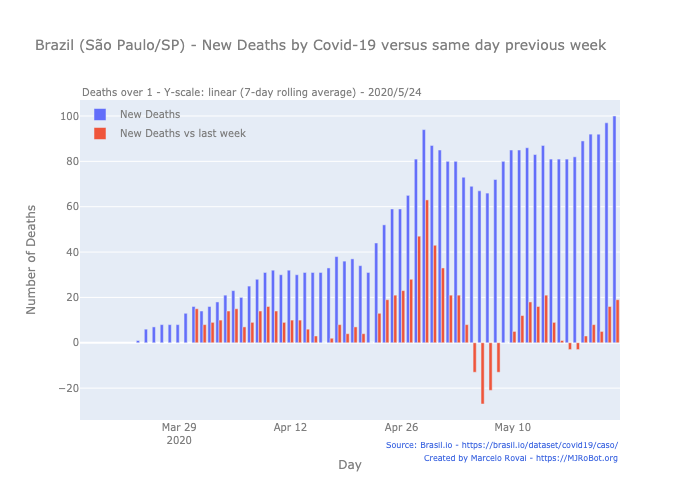 Brazil (São Paulo/SP) - New Deaths by Covid-19 versus same day previous week
Deaths over 1 - Y-scale: linear (7-day rolling average) - 2020/5/24
New Deaths
New Deaths vs last week
100
80
60
40
20
0
−20
Number of Deaths
Mar 29
2020
Apr 12
Apr 26
May 10
Day
Source: Brasil.io - https://brasil.io/dataset/covid19/caso/
Created by Marcelo Rovai - https://MJRoBot.org